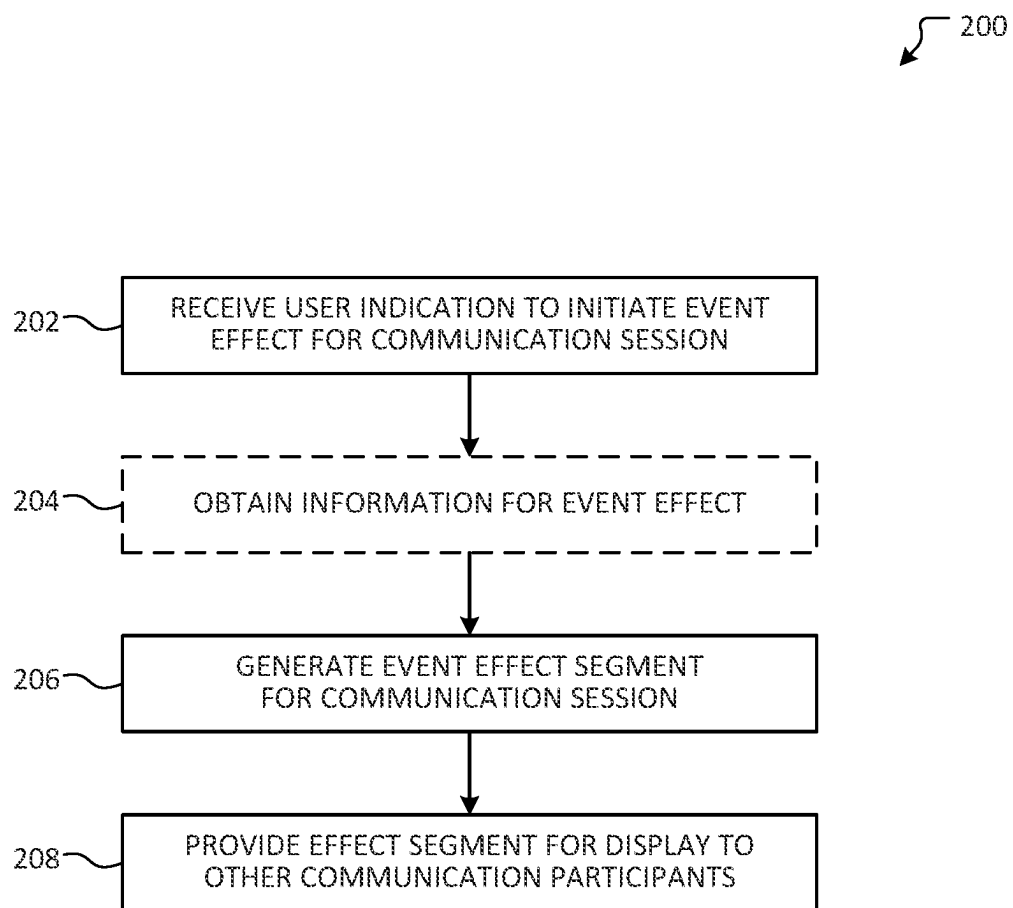 200
202
RECEIVE USER INDICATION TO INITIATE EVENT
EFFECT FOR COMMUNICATION SESSION
204
OBTAIN INFORMATION FOR EVENT EFFECT
206
GENERATE EVENT EFFECT SEGMENT
FOR COMMUNICATION SESSION
208
PROVIDE EFFECT SEGMENT FOR DISPLAY TO
OTHER COMMUNICATION PARTICIPANTS